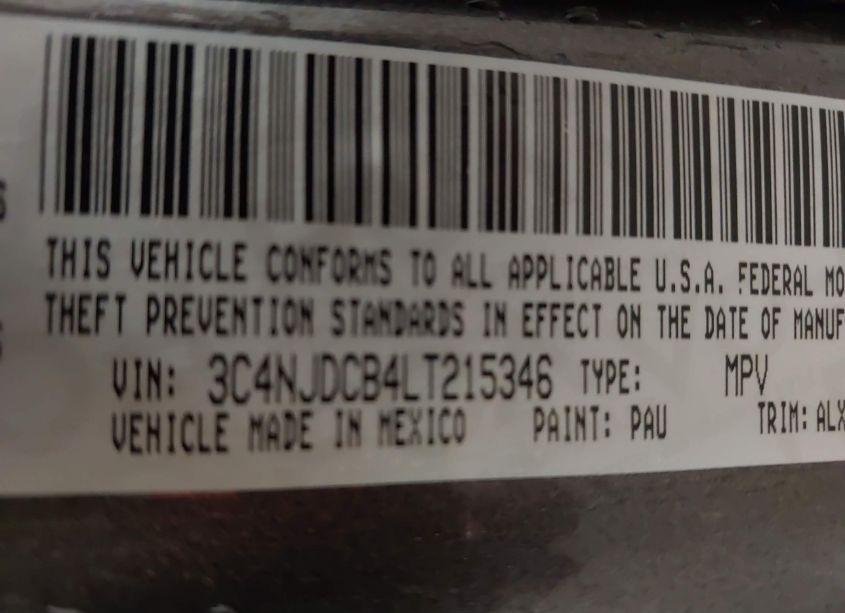 THIS VEHICLE CONFORMS TO ALL APPLICABLE U.S.A. FEDERAL MO
THEFT PREVENTION STANDARDS IN EFFECT ON THE DATE OF MANUF
VIN: 3C4NJDCB4LT215346 TYPE: MPV
VEHICLE MADE IN MEXICO PAINT: PAU TRIM: ALX